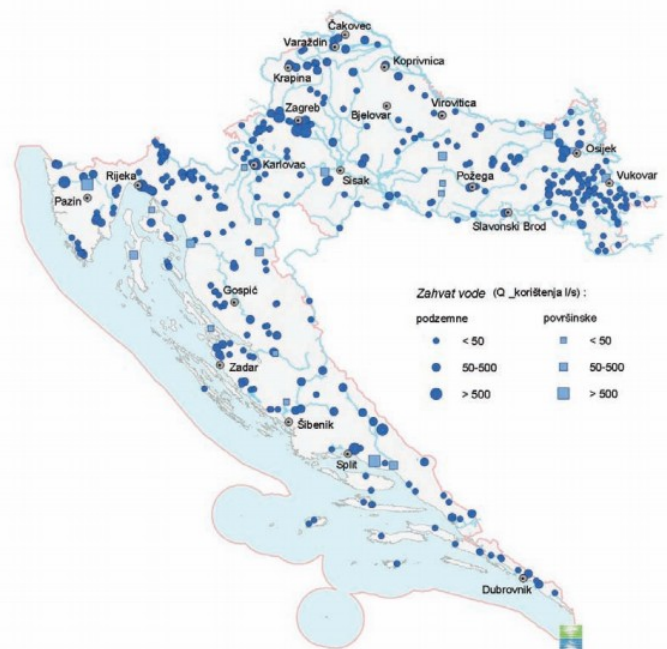 Čakovec
Varaždin
Koprivnica
Krapina
Zagreb
Bjelovar
Virovitica
Osijek
Karlovac
Sisak
Požega
Vukovar
Rijeka
Pazin
Slavonski Brod
Gospić
Zadar
Šibenik
Split
Dubrovnik
Zahvat vode (Q _korištenja l/s) :
podzemne površinske
< 50 < 50
50-500 50-500
> 500 > 500